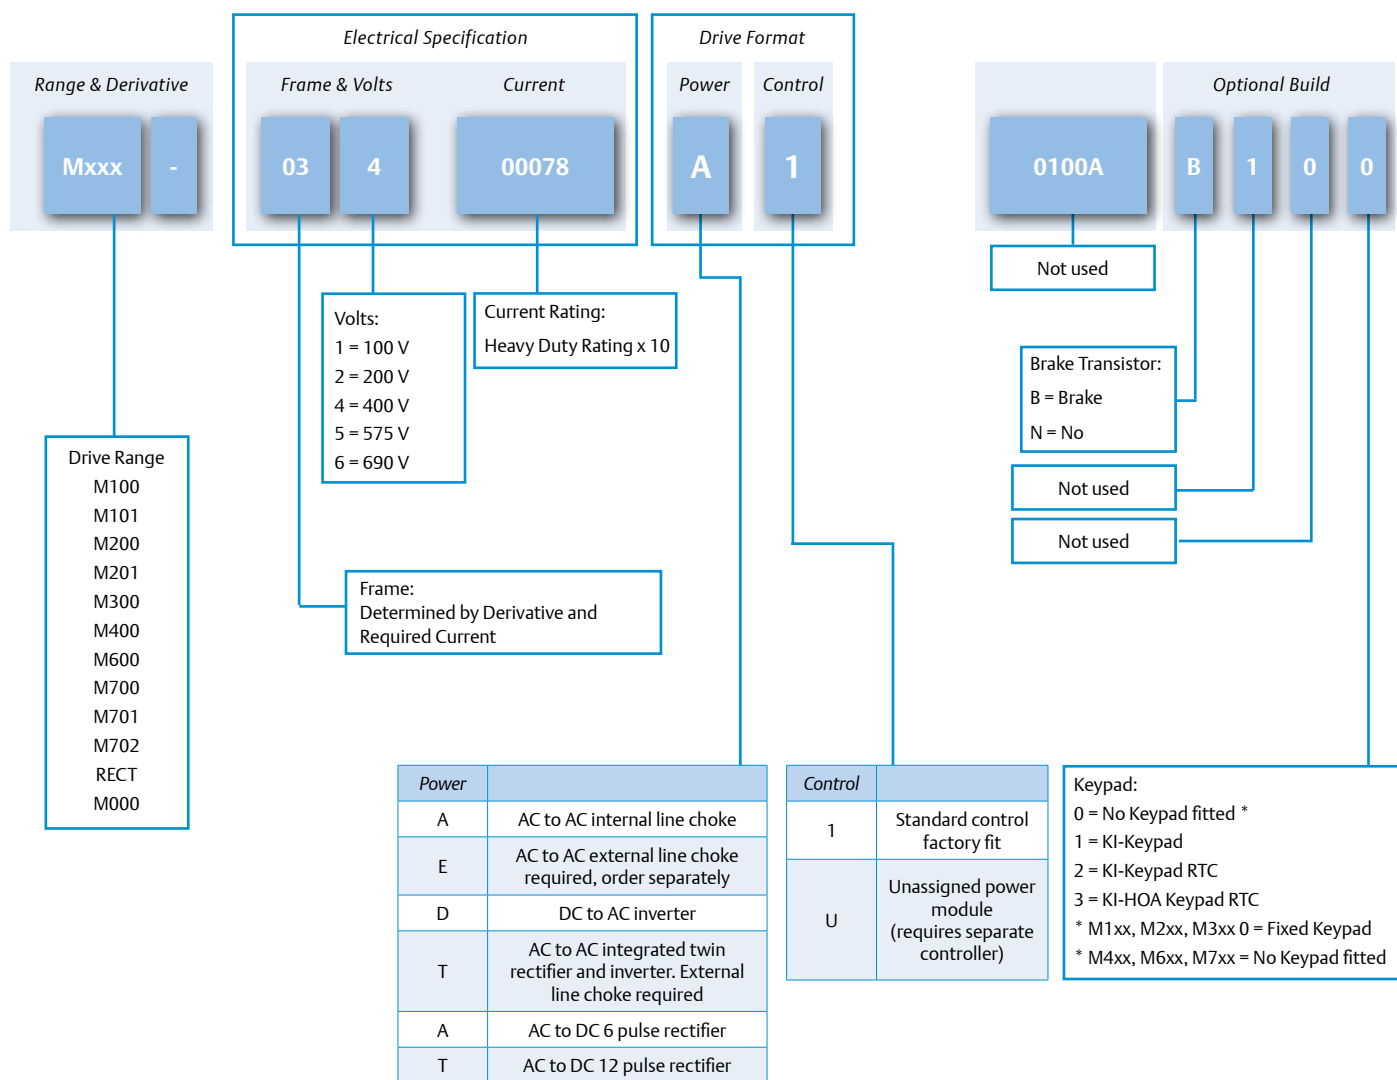 Electrical Specification
Drive Format
Range & Derivative
Frame & Volts
Current
Power
Control
Optional Build
Mxxx
-
03
4
00078
A
1
0100A
B
1
0
0
Not used
Volts:
1 = 100 V
2 = 200 V
4 = 400 V
5 = 575 V
6 = 690 V
Current Rating:
Heavy Duty Rating x 10
Brake Transistor:
B = Brake
N = No
Not used
Not used
Drive Range
M100
M101
M200
M201
M300
M400
M600
M700
M701
M702
RECT
M000
Frame:
Determined by Derivative and
Required Current
Power
A
AC to AC internal line choke
E
AC to AC external line choke
required, order separately
D
DC to AC inverter
T
AC to AC integrated twin
rectifier and inverter. External
line choke required
A
AC to DC 6 pulse rectifier
T
AC to DC 12 pulse rectifier
Control
1
Standard control
factory fit
U
Unassigned power
module
(requires separate
controller)
Keypad:
0 = No Keypad fitted *
1 = KI-Keypad
2 = KI-Keypad RTC
3 = KI-HOA Keypad RTC
* M1xx, M2xx, M3xx 0 = Fixed Keypad
* M4xx, M6xx, M7xx = No Keypad fitted